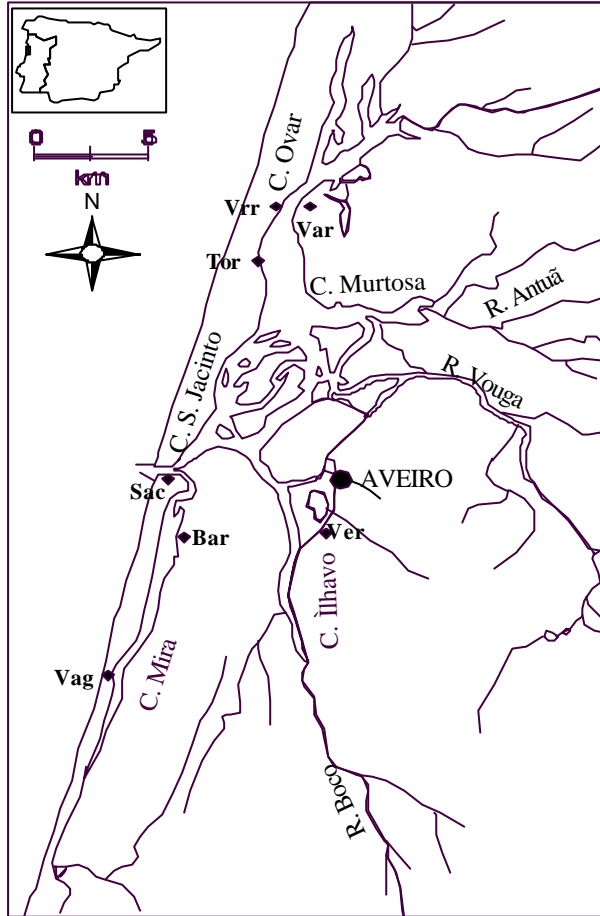 0 5
km
N
C. Ovar
Vrr
Var
Tor
C. Murtosa
R. Antuã
C. S. Jacinto
R. Vouga
AVEIRO
Sac
Bar
Ver
C. Ìlhavo
Vag
C. Mira
R. Boco